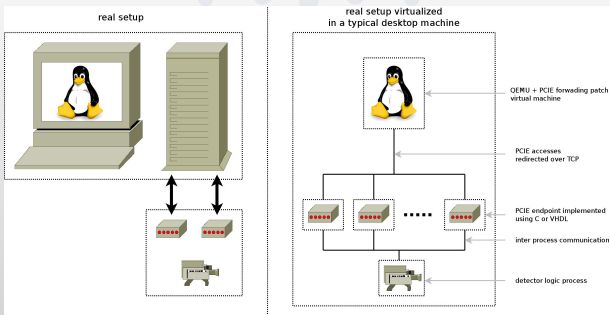 real setup
real setup virtualized
in a typical desktop machine
QEMU + PCIE forwading patch
virtual machine
PCIE accesses
redirected over TCP
PCIE endpoint implemented
using C or VHDL
inter process communication
detector logic process